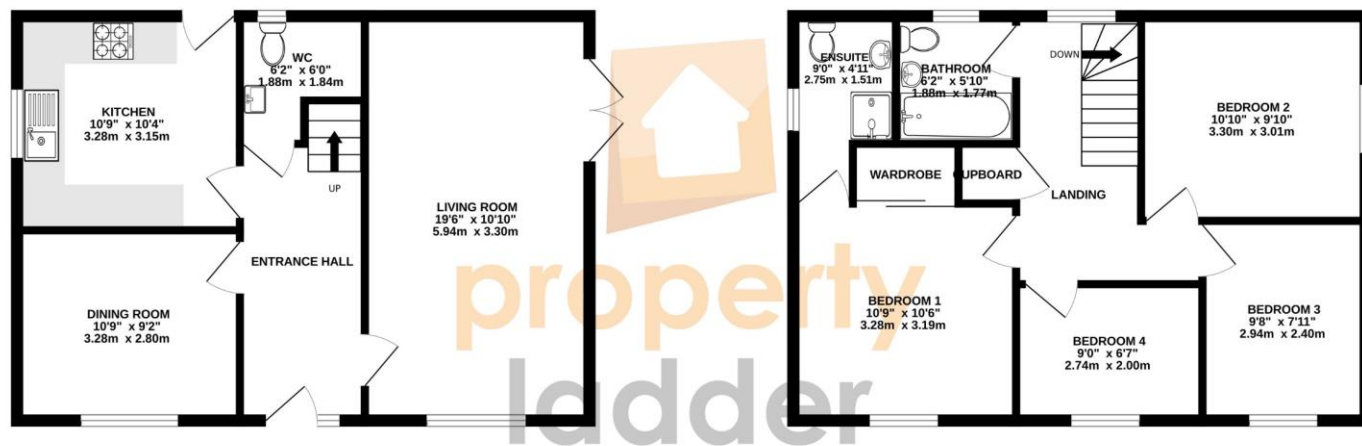 KITCHEN
10'9" x 10'4"
3.28m x 3.15m
WC
6'2" x 6'0"
1.88m x 1.84m
UP
LIVING ROOM
19'6" x 10'10"
5.94m x 3.30m
ENTRANCE HALL
DINING ROOM
10'9" x 9'2"
3.28m x 2.80m
ENSUITE
9'0" x 4'11"
2.75m x 1.51m
BATHROOM
6'2" x 5'10"
1.88m x 1.77m
DOWN
BEDROOM 2
10'10" x 9'10"
3.30m x 3.01m
WARDROBE
CUPBOARD
LANDING
BEDROOM 1
10'9" x 10'6"
3.28m x 3.19m
BEDROOM 4
9'0" x 6'7"
2.74m x 2.00m
BEDROOM 3
9'8" x 7'11"
2.94m x 2.40m
property
ladder